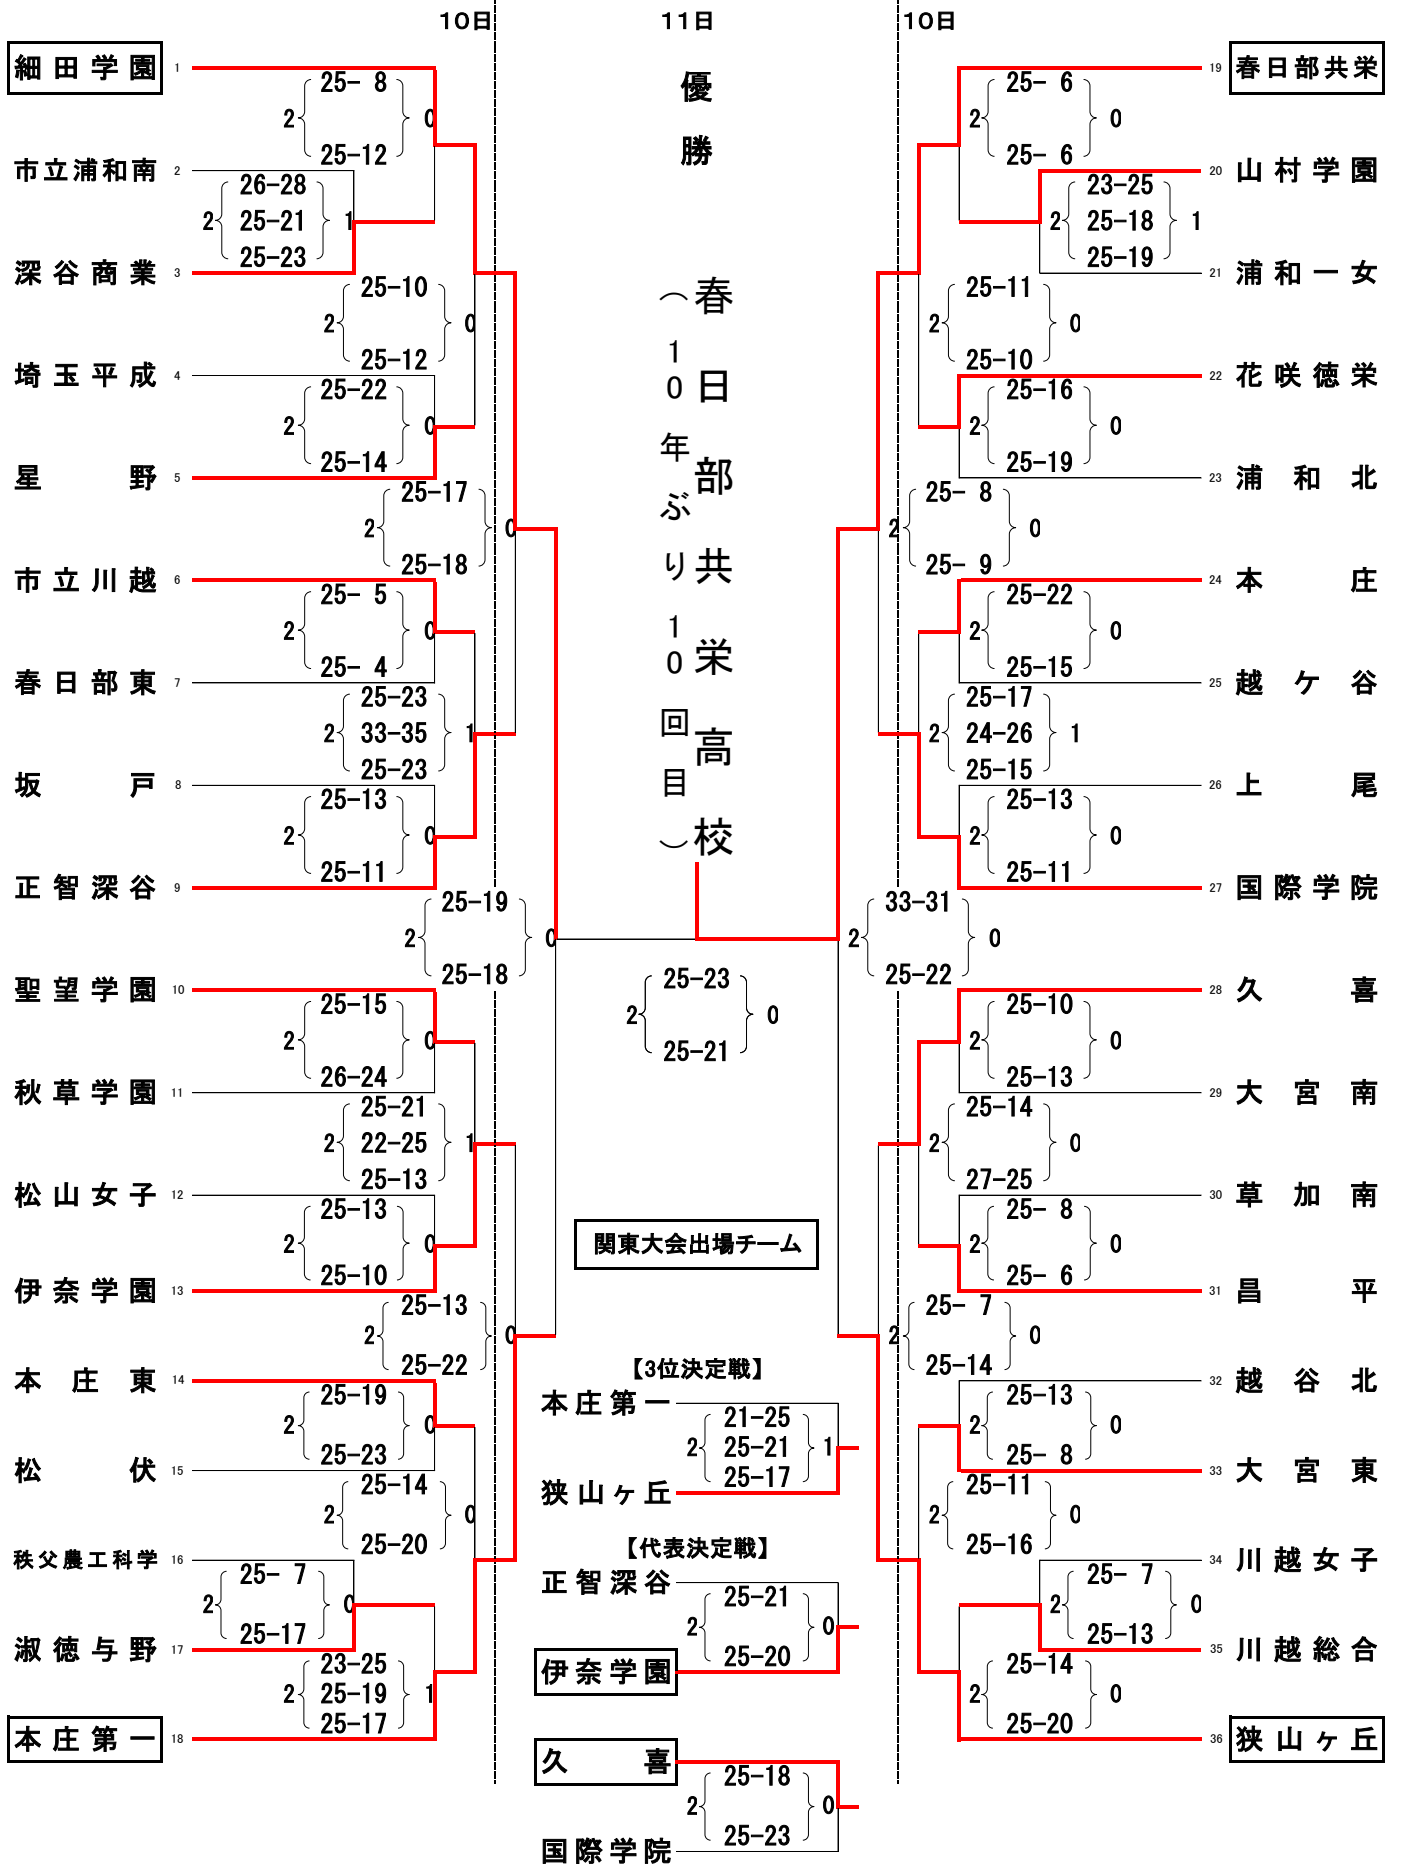 10日
11日
10日
優勝
春日部共栄高校
（10年ぶり10回目）
細田学園 1
25- 8
2 0
25-12
市立浦和南 2
26-28
2 25-21 1
25-23
深谷商業 3
25-10
2 0
25-12
埼玉平成 4
25-22
2 0
25-14
星野 5
25-17
2 0
25-18
市立川越 6
25- 5
2 0
25- 4
春日部東 7
25-23
2 33-35 1
25-23
坂戸 8
25-13
2 0
25-11
正智深谷 9
25-19
2 0
25-18
聖望学園 10
25-15
2 0
26-24
秋草学園 11
25-21
2 22-25 1
25-13
松山女子 12
25-13
2 0
25-10
伊奈学園 13
25-13
2 0
25-22
本庄東 14
25-19
2 0
25-23
松伏 15
25-14
2 0
25-20
秩父農工科学 16
25- 7
2 0
25-17
淑徳与野 17
23-25
2 25-19 1
25-17
本庄第一 18
25-23
2 0
25-21
関東大会出場チーム
【3位決定戦】
本庄第一
21-25
2 25-21 1
25-17
狭山ヶ丘
【代表決定戦】
正智深谷
25-21
2 0
25-20
伊奈学園
久喜
25-18
2 0
25-23
国際学院
19 春日部共栄
25- 6
2 0
25- 6
20 山村学園
23-25
2 25-18 1
25-19
21 浦和一女
25-11
2 0
25-10
22 花咲徳栄
25-16
2 0
25-19
23 浦和北
25- 8
2 0
25- 9
24 本庄
25-22
2 0
25-15
25 越ケ谷
25-17
2 24-26 1
25-15
26 上尾
25-13
2 0
25-11
27 国際学院
33-31
2 0
25-22
28 久喜
25-10
2 0
25-13
29 大宮南
25-14
2 0
27-25
30 草加南
25- 8
2 0
25- 6
31 昌平
25- 7
2 0
25-14
32 越谷北
25-13
2 0
25- 8
33 大宮東
25-11
2 0
25-16
34 川越女子
25- 7
2 0
25-13
35 川越総合
25-14
2 0
25-20
36 狭山ヶ丘